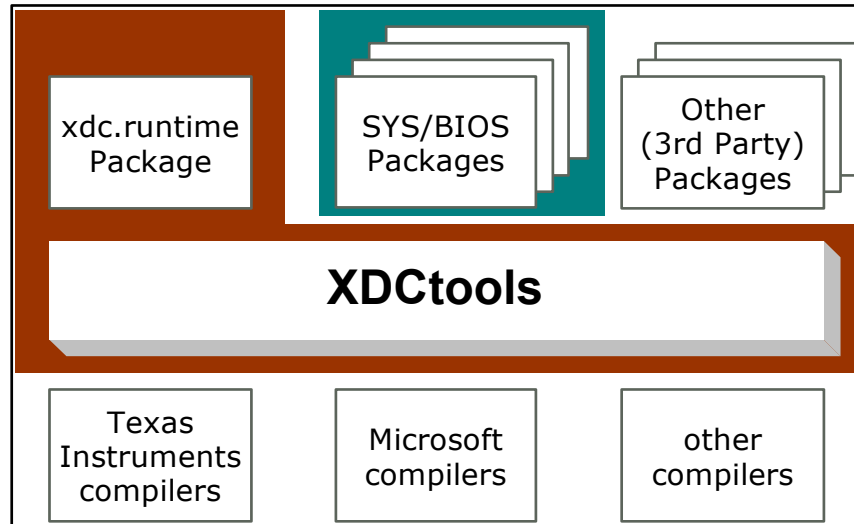 xdc.runtime
Package
SYS/BIOS
Packages
Other
(3rd Party)
Packages
XDCtools
Texas
Instruments
compilers
Microsoft
compilers
other
compilers